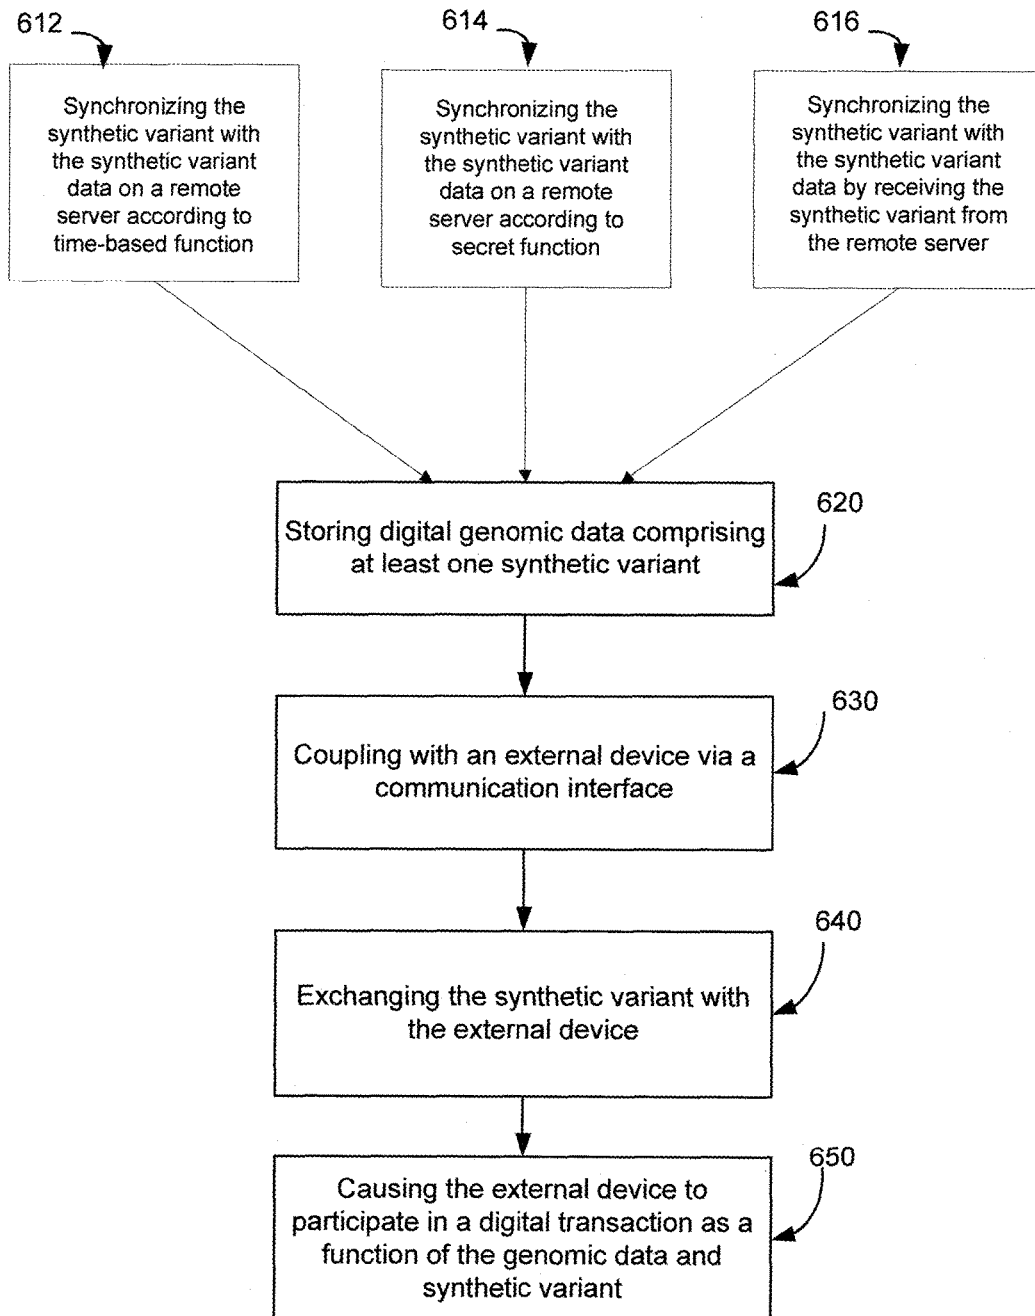 612
614
616
Synchronizing the
synthetic variant with
the synthetic variant
data on a remote
server according to
time-based function
Synchronizing the
synthetic variant with
the synthetic variant
data on a remote
server according to
secret function
Synchronizing the
synthetic variant with
the synthetic variant
data by receiving the
synthetic variant from
the remote server
620
Storing digital genomic data comprising
at least one synthetic variant
630
Coupling with an external device via a
communication interface
640
Exchanging the synthetic variant with
the external device
650
Causing the external device to
participate in a digital transaction as a
function of the genomic data and
synthetic variant